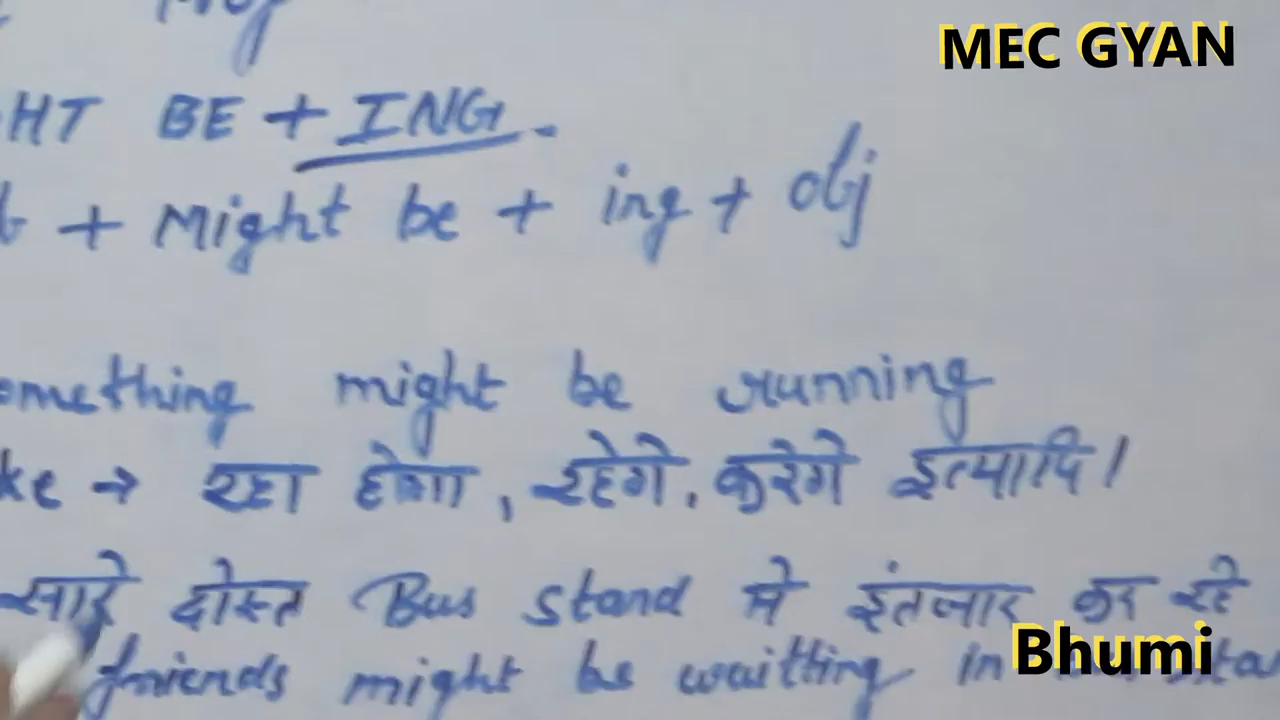 MEC GYAN
HT BE + ING.
+ Might be + ing + obj
omething might be running
ke → रहा होगा, रहेगे, करेगे इत्यादि।
सारे दोस्त Bus stand मे इंतजार कर रहे
friends might be waitting in
Bhumi